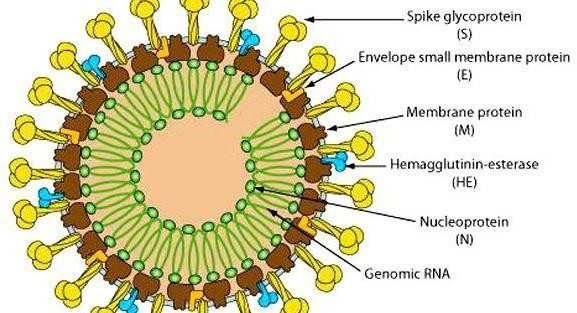 Spike glycoprotein
(S)
Envelope small membrane protein
(E)
Membrane protein
(M)
Hemagglutinin-esterase
(HE)
Nucleoprotein
(N)
Genomic RNA